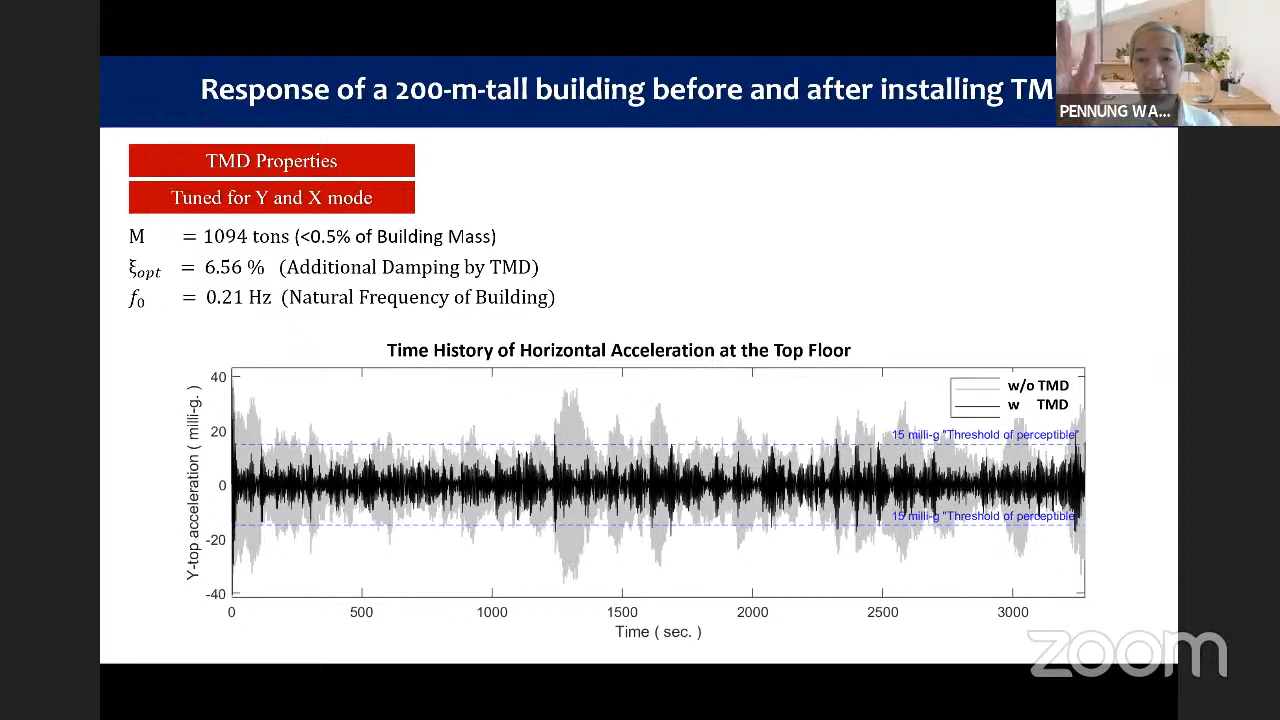 Response of a 200-m-tall building before and after installing TM
PENNUNG WA...
TMD Properties
Tuned for Y and X mode
M = 1094 tons (<0.5% of Building Mass)
ξopt = 6.56 % (Additional Damping by TMD)
f0 = 0.21 Hz (Natural Frequency of Building)
Time History of Horizontal Acceleration at the Top Floor
Y-top acceleration ( milli-g. )
40
20
0
-20
-40
w/o TMD
w TMD
15 milli-g "Threshold of perceptible"
15 milli-g "Threshold of perceptible"
0 500 1000 1500 2000 2500 3000
Time ( sec. )
zoom